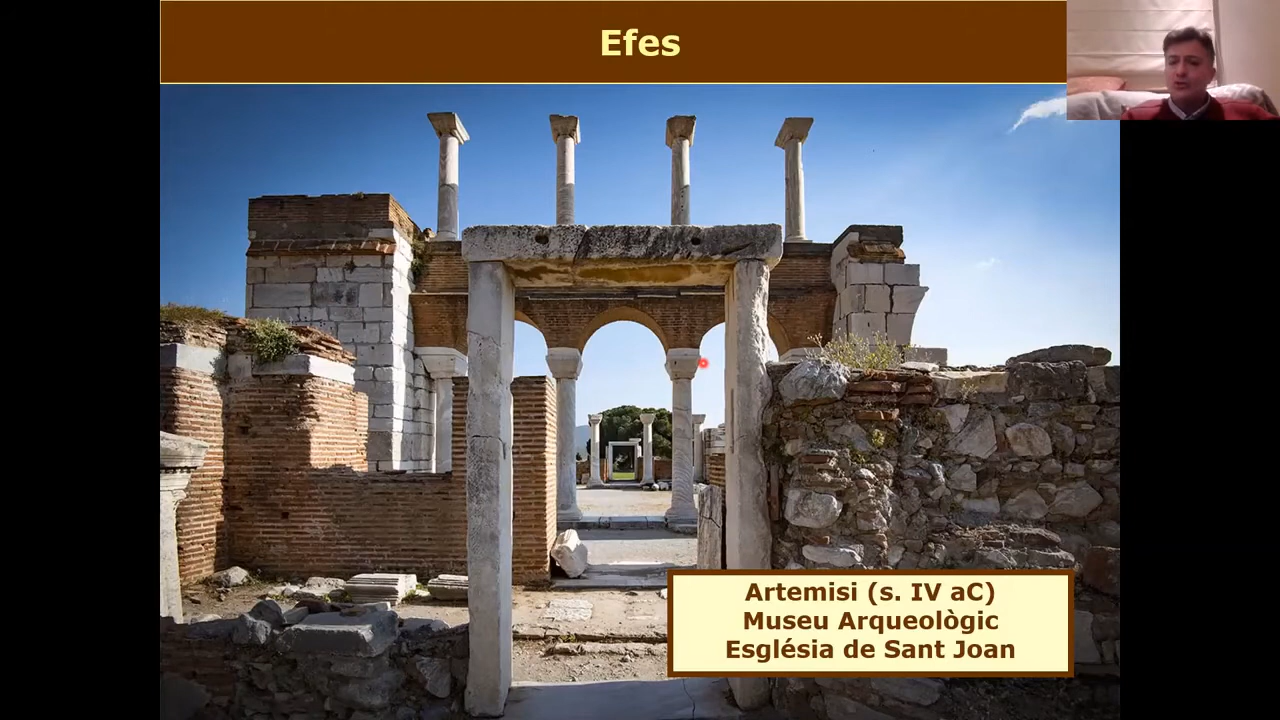 Efes
Artemisi (s. IV aC)
Museu Arqueològic
Església de Sant Joan